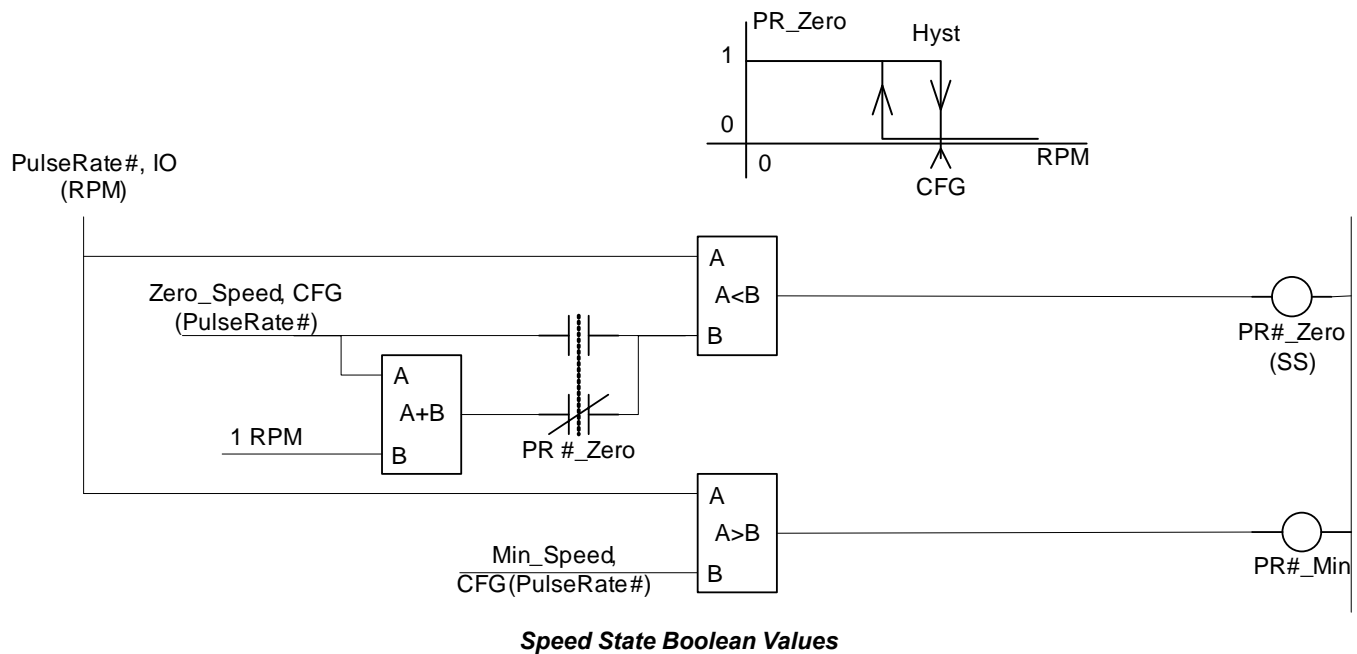 PR_Zero
Hyst
1
0
0
RPM
CFG
PulseRate#, IO
(RPM)
A
A<B
B
Zero_Speed, CFG
(PulseRate#)
A
A+B
B
1 RPM
PR #_Zero
PR#_Zero
(SS)
A
A>B
B
Min_Speed,
CFG(PulseRate#)
PR#_Min
Speed State Boolean Values